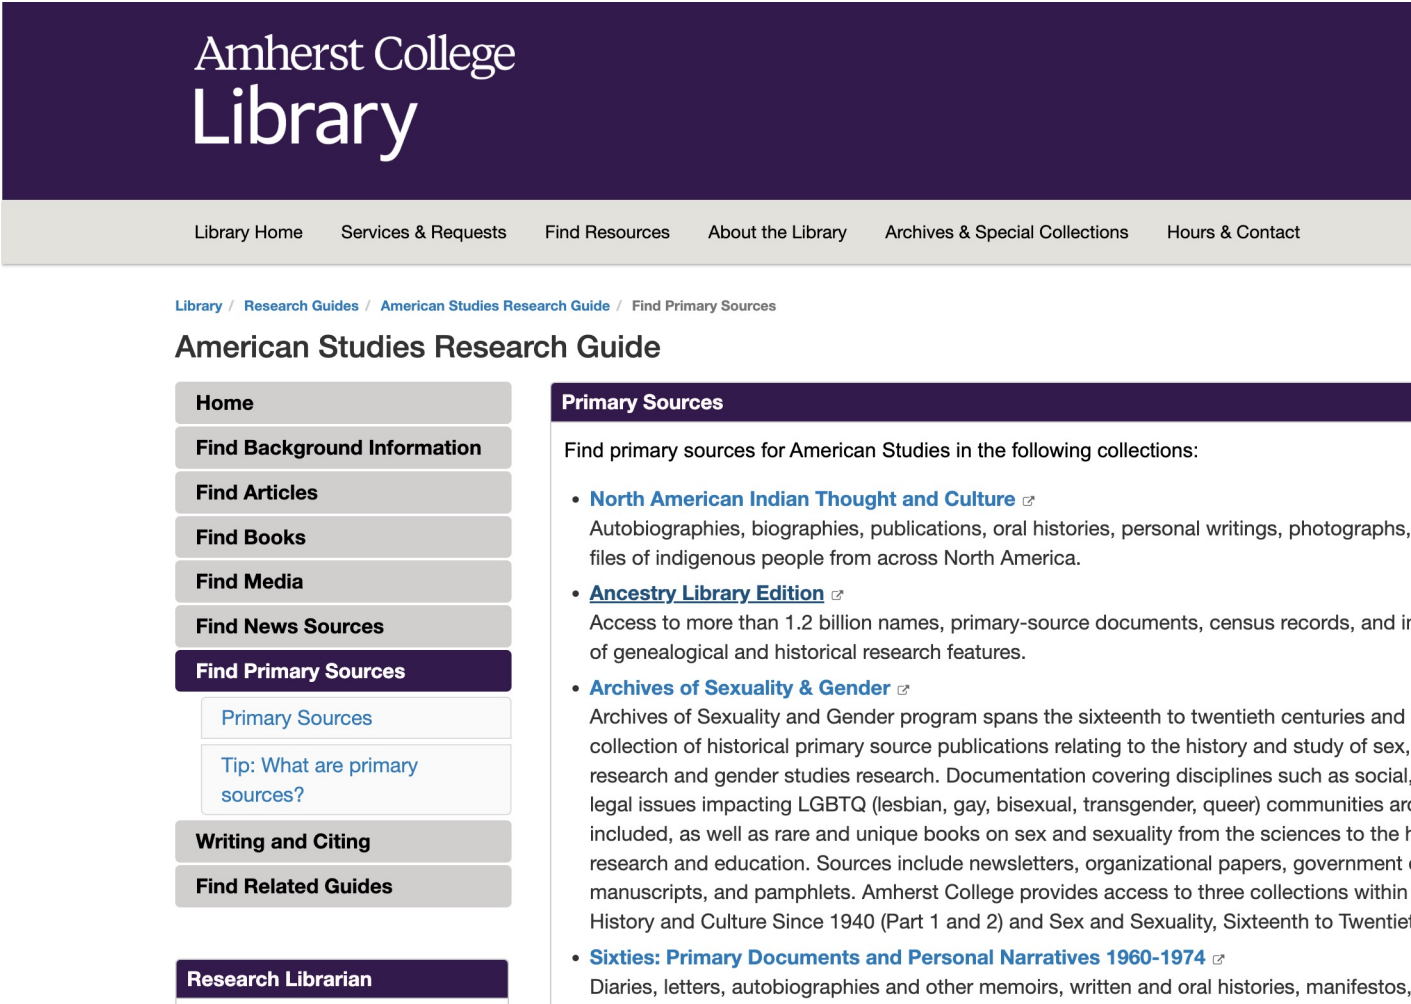 Amherst College
Library
Library Home Services & Requests Find Resources About the Library Archives & Special Collections Hours & Contact
Library / Research Guides / American Studies Research Guide / Find Primary Sources
American Studies Research Guide
Home
Find Background Information
Find Articles
Find Books
Find Media
Find News Sources
Find Primary Sources
Primary Sources
Tip: What are primary
sources?
Writing and Citing
Find Related Guides
Research Librarian
Primary Sources
Find primary sources for American Studies in the following collections:
• North American Indian Thought and Culture
Autobiographies, biographies, publications, oral histories, personal writings, photographs,
files of indigenous people from across North America.
• Ancestry Library Edition
Access to more than 1.2 billion names, primary-source documents, census records, and
of genealogical and historical research features.
• Archives of Sexuality & Gender
Archives of Sexuality and Gender program spans the sixteenth to twentieth centuries and
collection of historical primary source publications relating to the history and study of sex,
research and gender studies research. Documentation covering disciplines such as social,
legal issues impacting LGBTQ (lesbian, gay, bisexual, transgender, queer) communities
included, as well as rare and unique books on sex and sexuality from the sciences to the
research and education. Sources include newsletters, organizational papers, government
manuscripts, and pamphlets. Amherst College provides access to three collections within
History and Culture Since 1940 (Part 1 and 2) and Sex and Sexuality, Sixteenth to
• Sixties: Primary Documents and Personal Narratives 1960-1974
Diaries, letters, autobiographies and other memoirs, written and oral histories, manifestos,